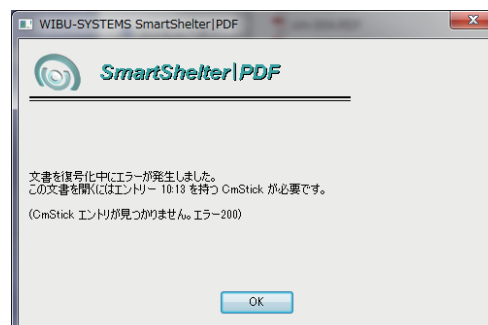 WIBU-SYSTEMS SmartShelter|PDF
SmartShelter|PDF
文書を復号化中にエラーが発生しました。
この文書を開くにはエントリー 10:13 を持つ CmStick が必要です。
(CmStick エントリが見つかりません。エラー200)
OK